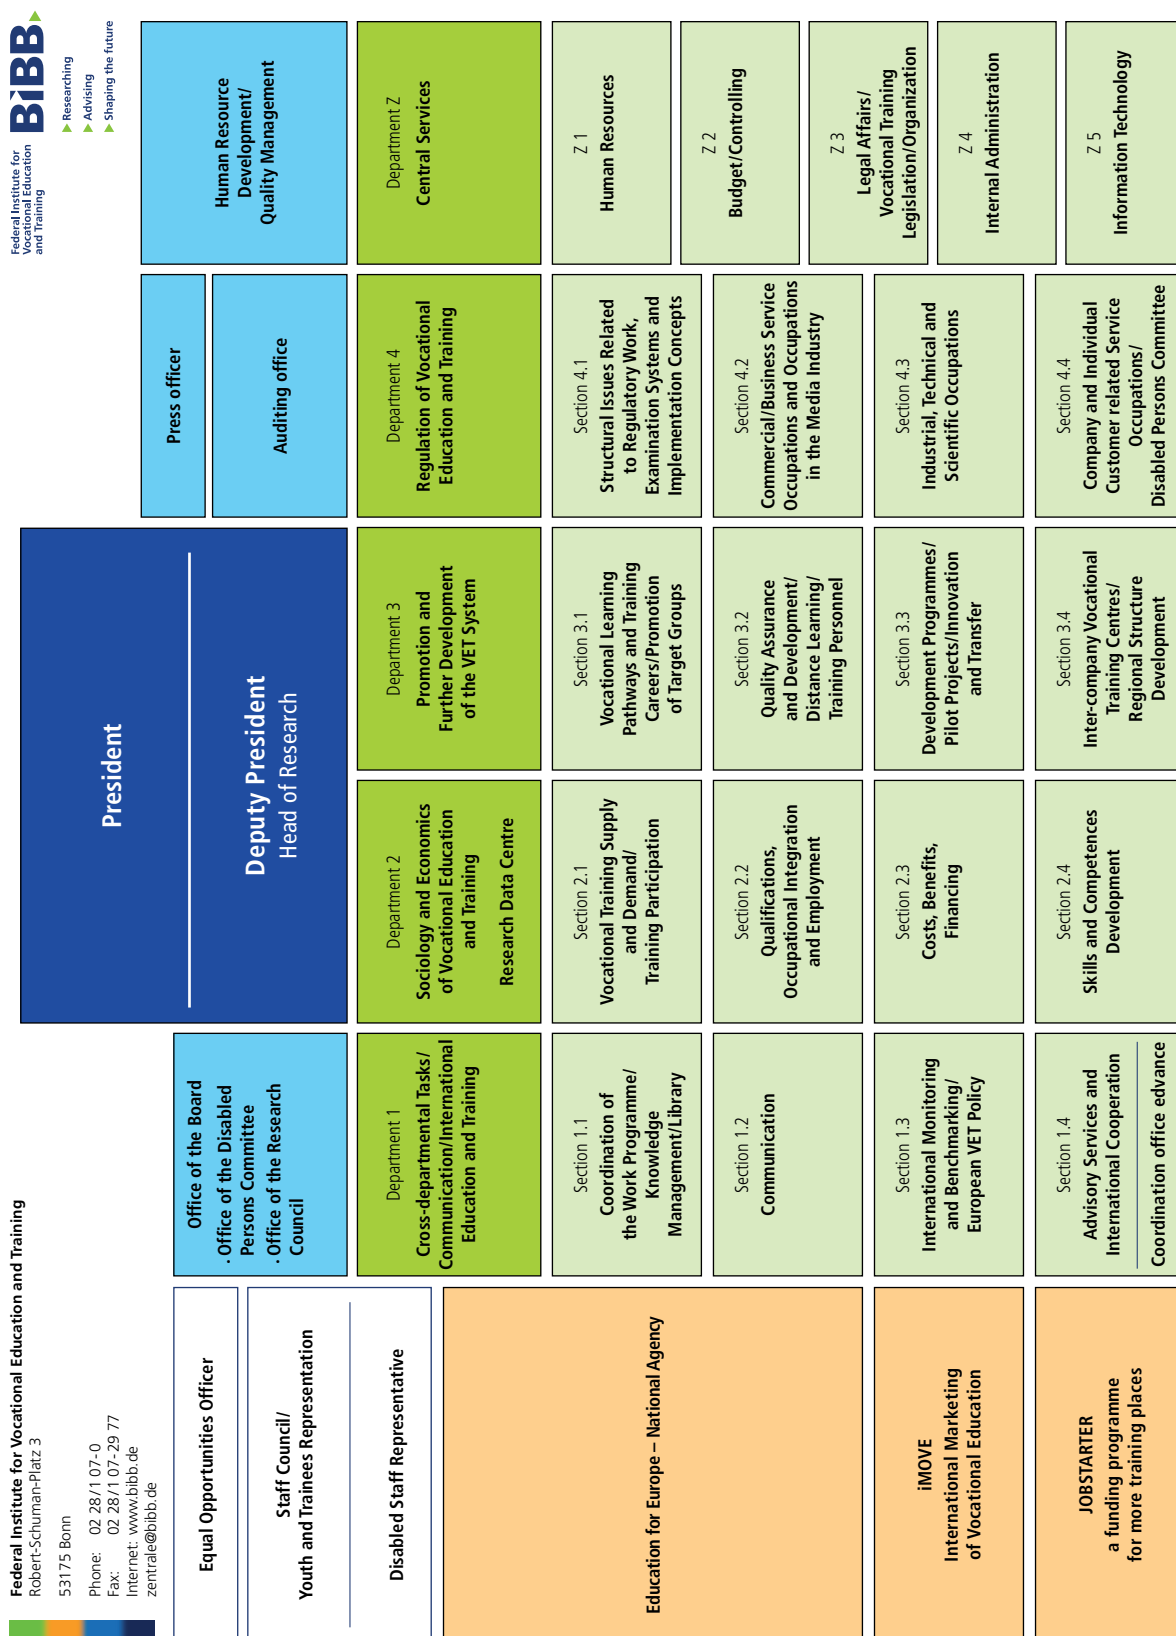 Federal Institute for Vocational Education and Training
Robert-Schuman-Platz 3
53175 Bonn
Phone: 02 28/1 07-0
Fax: 02 28/1 07-29 77
Internet: www.bibb.de
zentrale@bibb.de
Federal Institute for
Vocational Education
and Training
BiBB
Researching
Advising
Shaping the future
President
Deputy President
Head of Research
Equal Opportunities Officer
Staff Council/
Youth and Trainees Representation
Disabled Staff Representative
Office of the Board
. Office of the Disabled
Persons Committee
. Office of the Research
Council
Press officer
Auditing office
Human Resource
Development/
Quality Management
Education for Europe – National Agency
iMOVE
International Marketing
of Vocational Education
JOBSTARTER
a funding programme
for more training places
Department 1
Cross-departmental Tasks/
Communication/International
Education and Training
Section 1.1
Coordination of
the Work Programme/
Knowledge
Management/Library
Section 1.2
Communication
Section 1.3
International Monitoring
and Benchmarking/
European VET Policy
Section 1.4
Advisory Services and
International Cooperation
Coordination office edvance
Department 2
Sociology and Economics
of Vocational Education
and Training
Research Data Centre
Section 2.1
Vocational Training Supply
and Demand/
Training Participation
Section 2.2
Qualifications,
Occupational Integration
and Employment
Section 2.3
Costs, Benefits,
Financing
Section 2.4
Skills and Competences
Development
Department 3
Promotion and
Further Development
of the VET System
Section 3.1
Vocational Learning
Pathways and Training
Careers/Promotion
of Target Groups
Section 3.2
Quality Assurance
and Development/
Distance Learning/
Training Personnel
Section 3.3
Development Programmes/
Pilot Projects/Innovation
and Transfer
Section 3.4
Inter-company Vocational
Training Centres/
Regional Structure
Development
Department 4
Regulation of Vocational
Education and Training
Section 4.1
Structural Issues Related
to Regulatory Work,
Examination Systems and
Implementation Concepts
Section 4.2
Commercial/Business Service
Occupations and Occupations
in the Media Industry
Section 4.3
Industrial, Technical and
Scientific Occupations
Section 4.4
Company and Individual
Customer related Service
Occupations/
Disabled Persons Committee
Department Z
Central Services
Z 1
Human Resources
Z 2
Budget/Controlling
Z 3
Legal Affairs/
Vocational Training
Legislation/Organization
Z 4
Internal Administration
Z 5
Information Technology